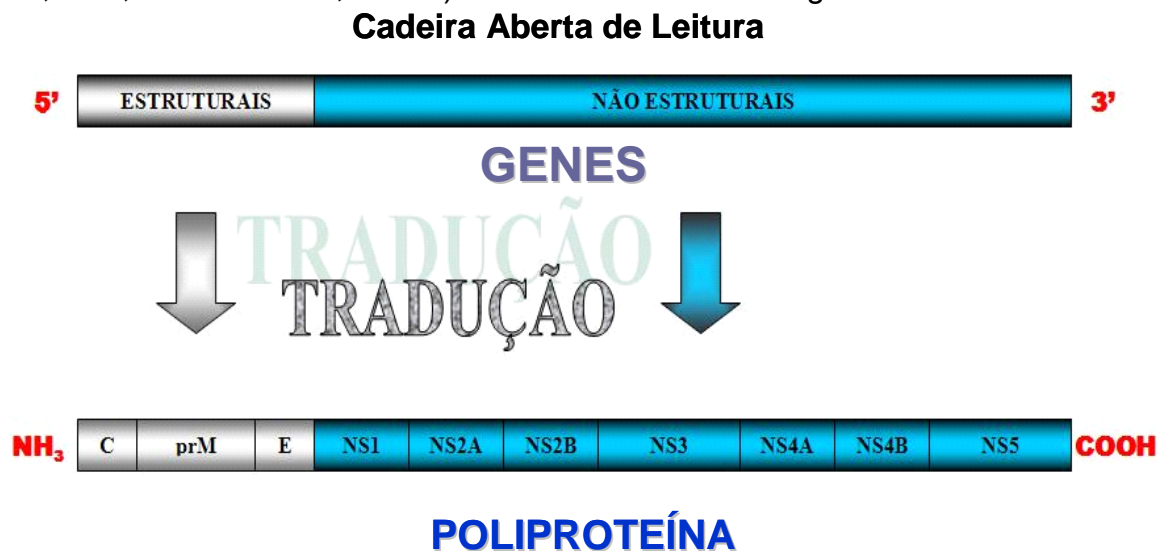 Cadeira Aberta de Leitura
5’ ESTRUTURAIS NÃO ESTRUTURAIS 3’
GENES
TRADUÇÃO
TRADUÇÃO
NH3 C prM E NS1 NS2A NS2B NS3 NS4A NS4B NS5 COOH
POLIPROTEÍNA